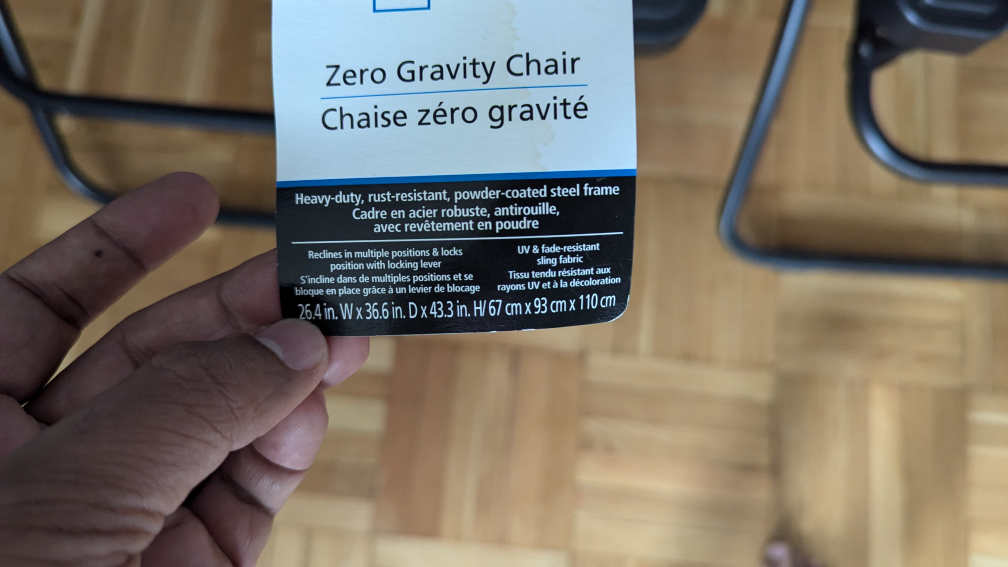 Zero Gravity Chair
Chaise zéro gravité
Heavy-duty, rust-resistant, powder-coated steel frame
Cadre en acier robuste, antirouille,
avec revêtement en poudre
Reclines in multiple positions & locks
position with locking lever
S'incline dans de multiples positions et se
bloque en place grâce à un levier de blocage
UV & fade-resistant
sling fabric
Tissu tendu résistant aux
rayons UV et à la décoloration
26.4 in. W x 36.6 in. D x 43.3 in. H/ 67 cm x 93 cm x 110 cm